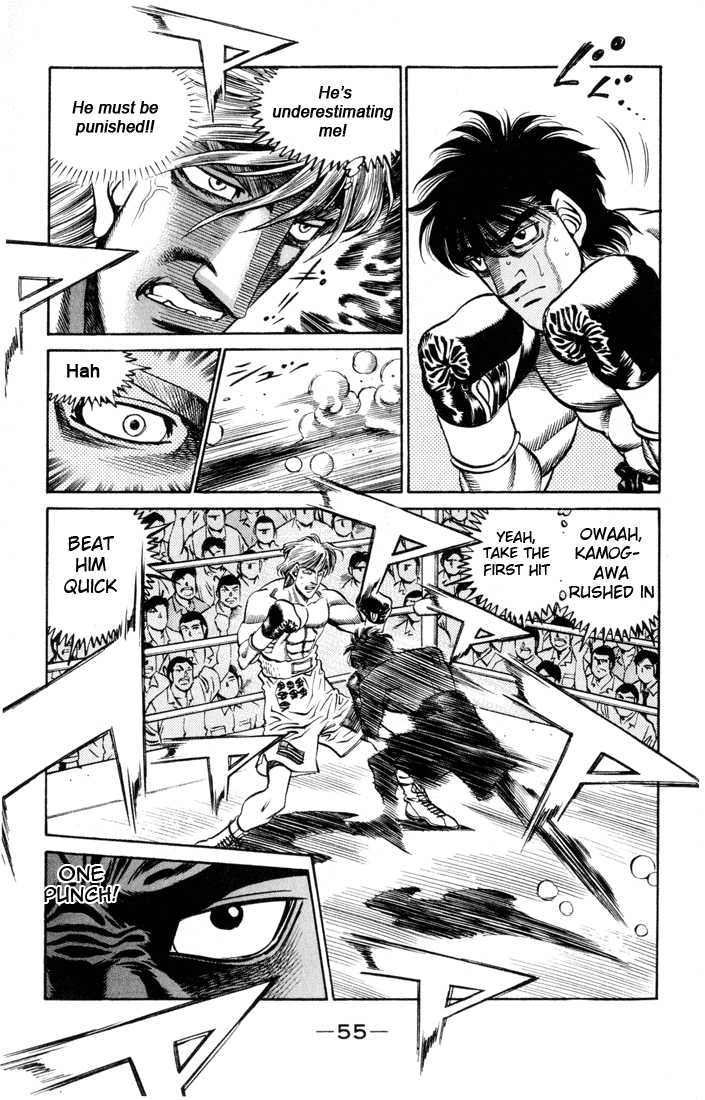 He's
underestimating
me!
He must be
punished!!
Hah
OWAAH,
KAMOG-
AWA
RUSHED IN
YEAH,
TAKE THE
FIRST HIT
BEAT
HIM
QUICK
ONE
PUNCH!
—55—